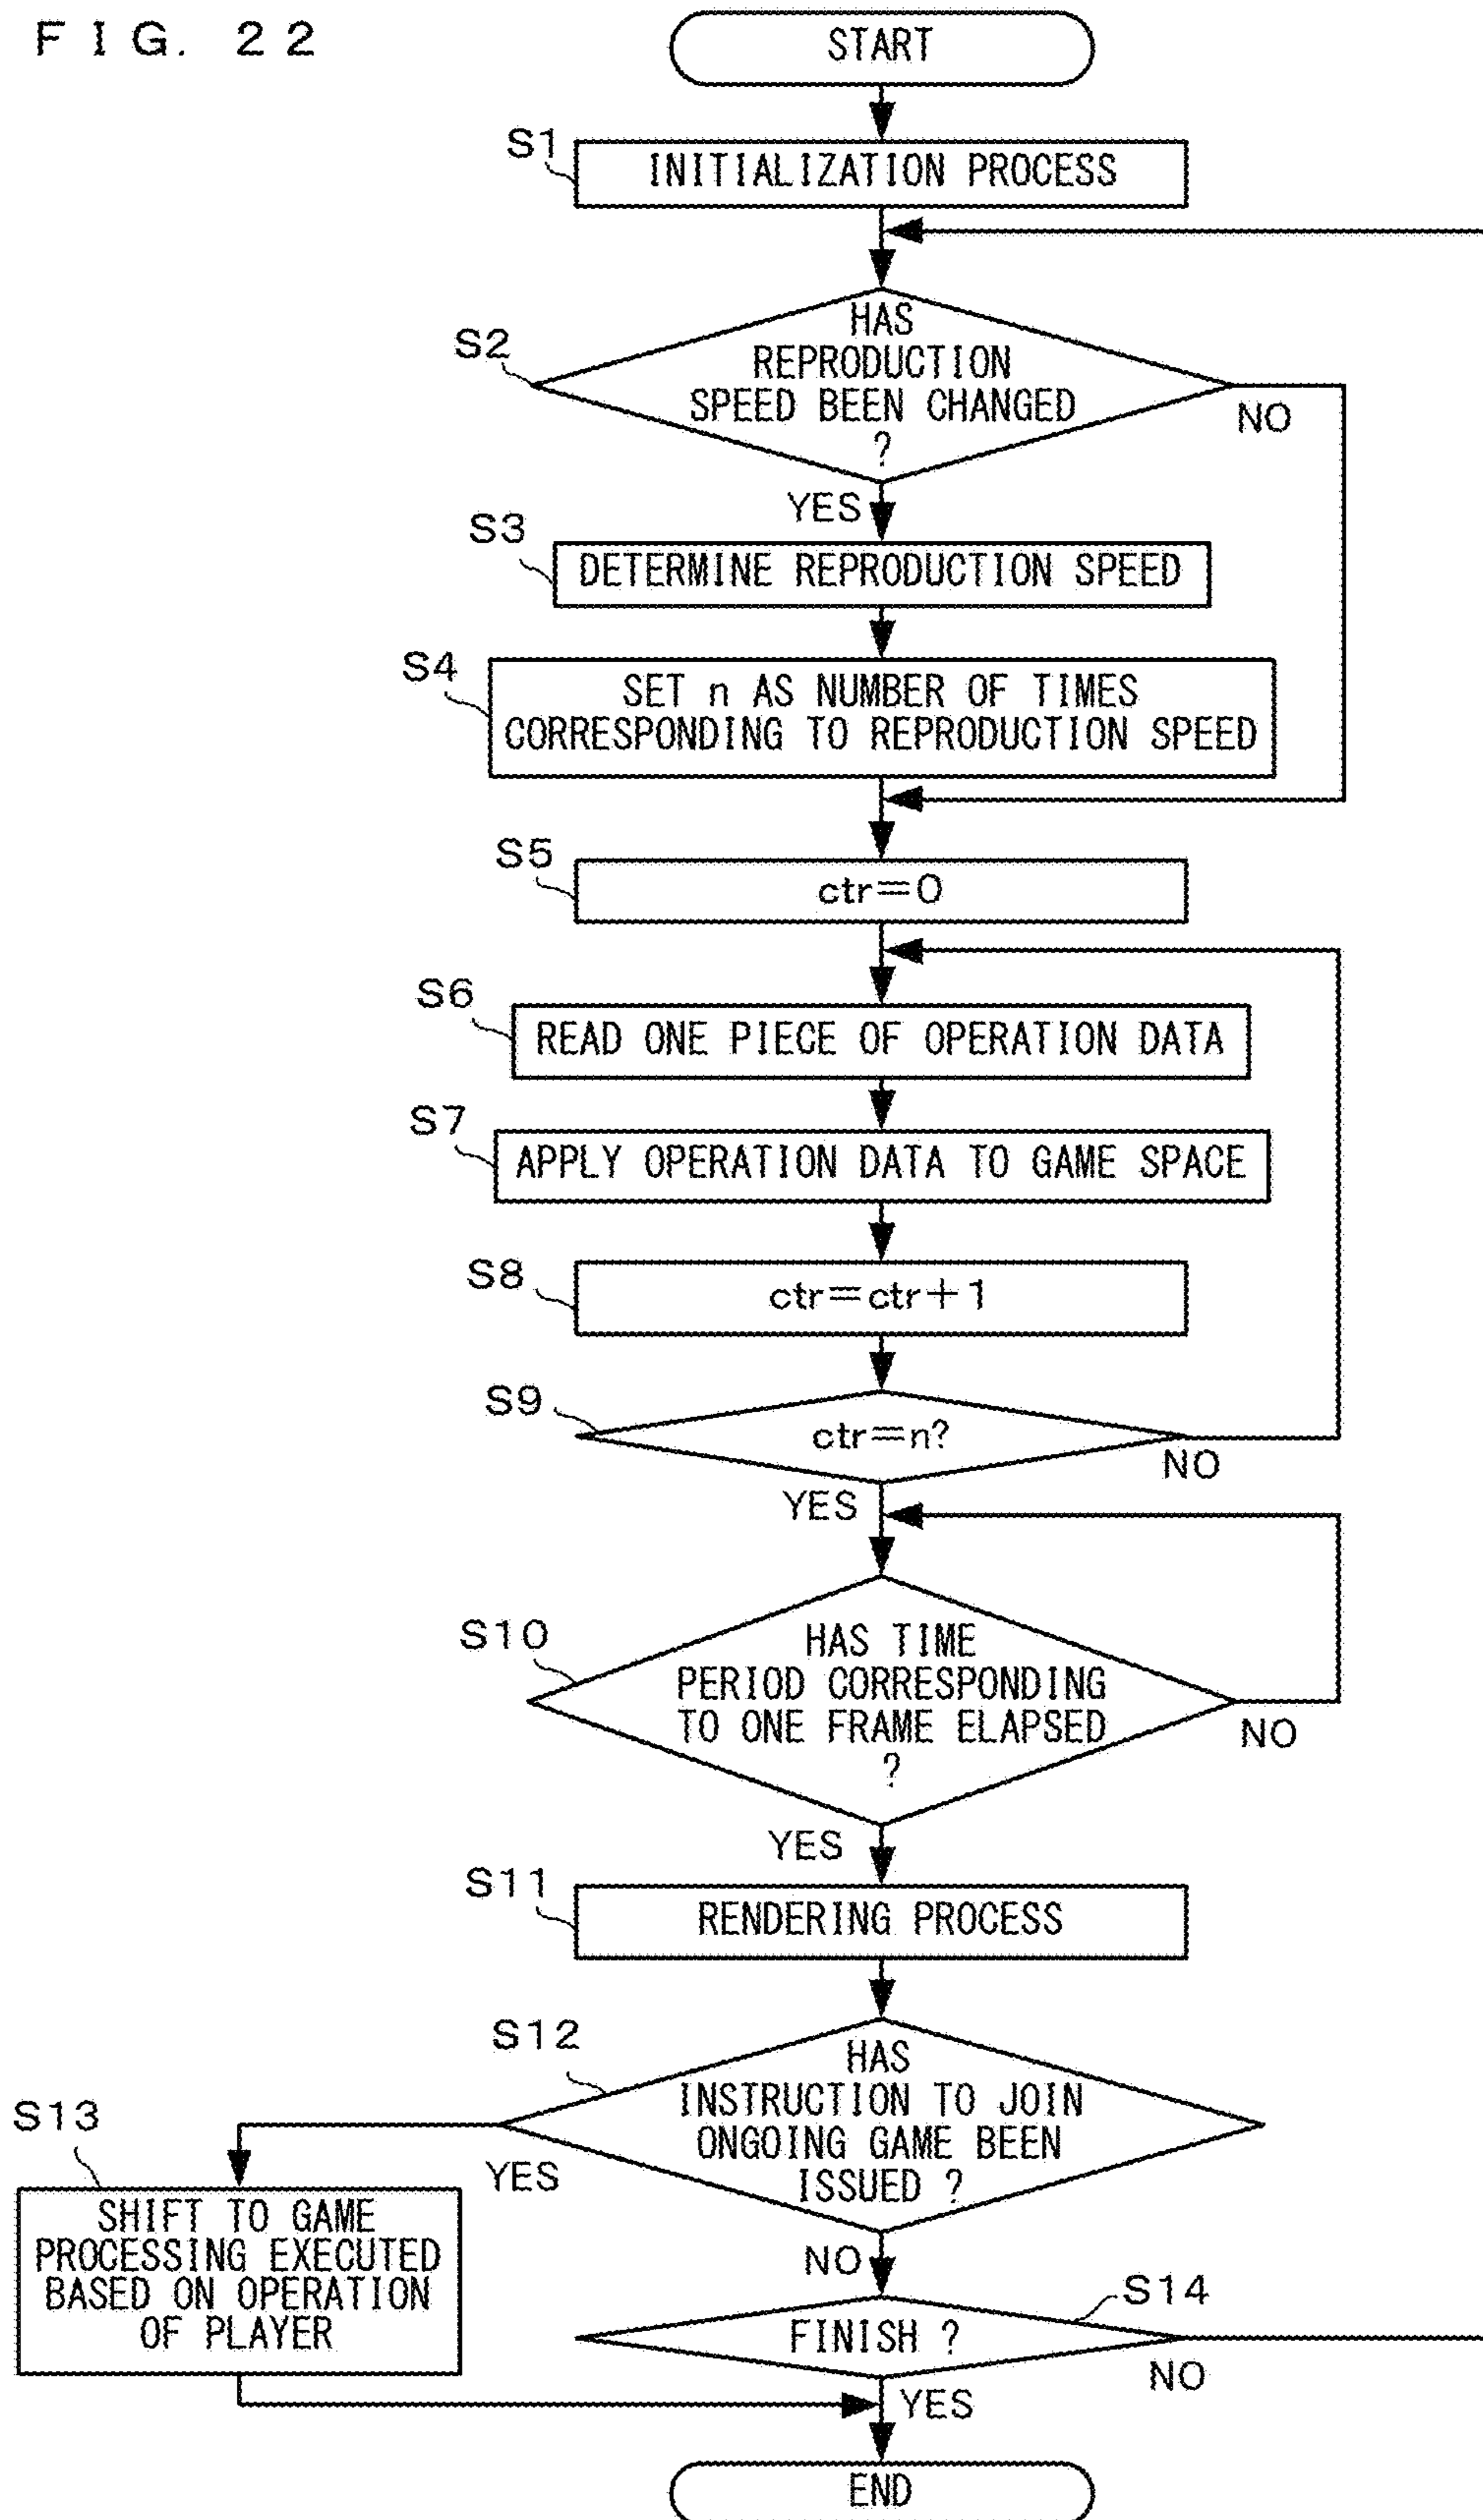 FIG. 22
START
S1
INITIALIZATION PROCESS
S2
HAS
REPRODUCTION
SPEED BEEN CHANGED
?
NO
YES
S3
DETERMINE REPRODUCTION SPEED
S4
SET n AS NUMBER OF TIMES
CORRESPONDING TO REPRODUCTION SPEED
S5
ctr=0
S6
READ ONE PIECE OF OPERATION DATA
S7
APPLY OPERATION DATA TO GAME SPACE
S8
ctr=ctr+1
S9
ctr=n?
NO
YES
S10
HAS TIME
PERIOD CORRESPONDING
TO ONE FRAME ELAPSED
?
NO
YES
S11
RENDERING PROCESS
S12
HAS
INSTRUCTION TO JOIN
ONGOING GAME BEEN
ISSUED ?
YES
S13
SHIFT TO GAME
PROCESSING EXECUTED
BASED ON OPERATION
OF PLAYER
NO
S14
FINISH ?
NO
YES
END